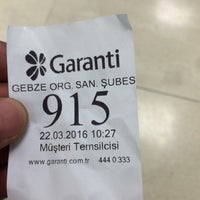 Garanti
GEBZE ORG. SAN. ŞUBES
915
22.03.2016 10:27
Müşteri Temsilcisi
www.garanti.com.tr 444 0 333